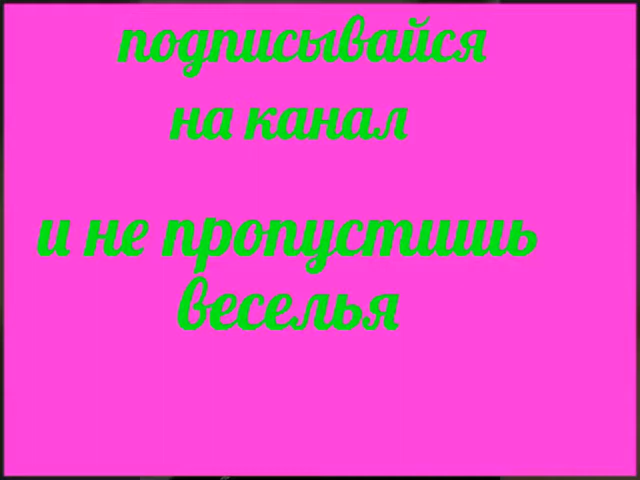 подписывайся
на канал
и не пропустишь
веселья